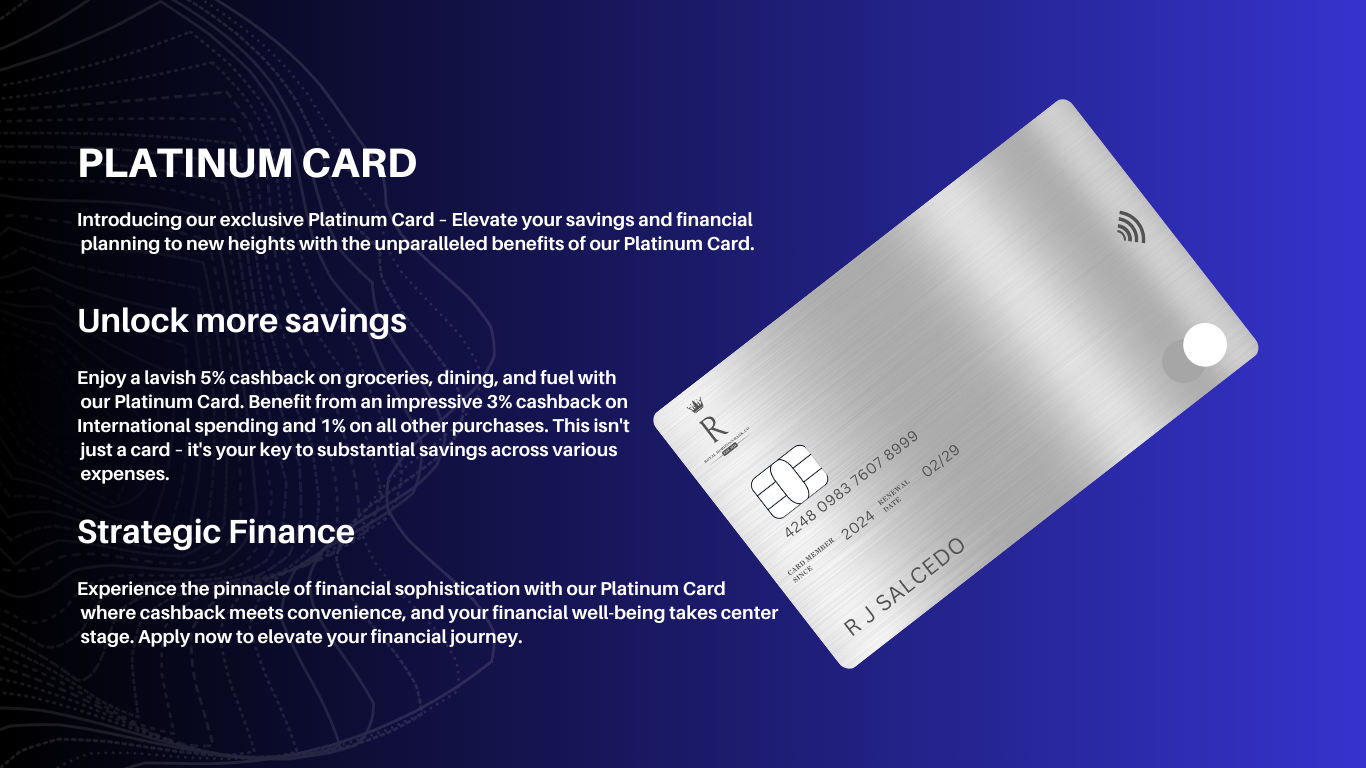 PLATINUM CARD
Introducing our exclusive Platinum Card – Elevate your savings and financial
planning to new heights with the unparalleled benefits of our Platinum Card.
Unlock more savings
Enjoy a lavish 5% cashback on groceries, dining, and fuel with
our Platinum Card. Benefit from an impressive 3% cashback on
International spending and 1% on all other purchases. This isn't
just a card – it's your key to substantial savings across various
expenses.
Strategic Finance
Experience the pinnacle of financial sophistication with our Platinum Card
where cashback meets convenience, and your financial well-being takes center
stage. Apply now to elevate your financial journey.
R
4248 0983 7607 8999
CARD MEMBER
SINCE
2024
RENEWAL
DATE
02/29
R J SALCEDO